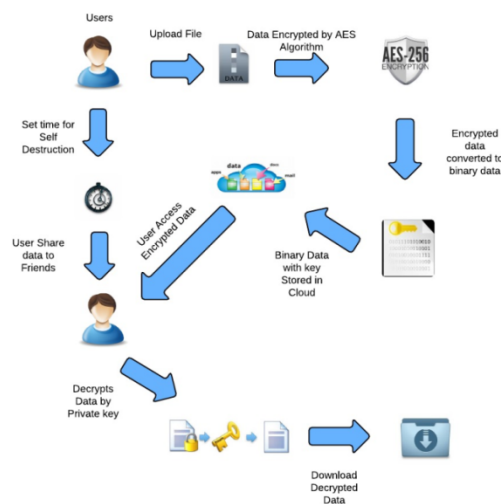 Users
Upload File
Data Encrypted by AES
Algorithm
DATA
AES-256
ENCRYPTION
Set time for
Self
Destruction
Encrypted
data
converted to
binary data
data
mail
User Access
Encrypted Data
User Share
data to
Friends
Binary Data
with key
Stored in
Cloud
Decrypts
Data by
Private key
Download
Decrypted
Data